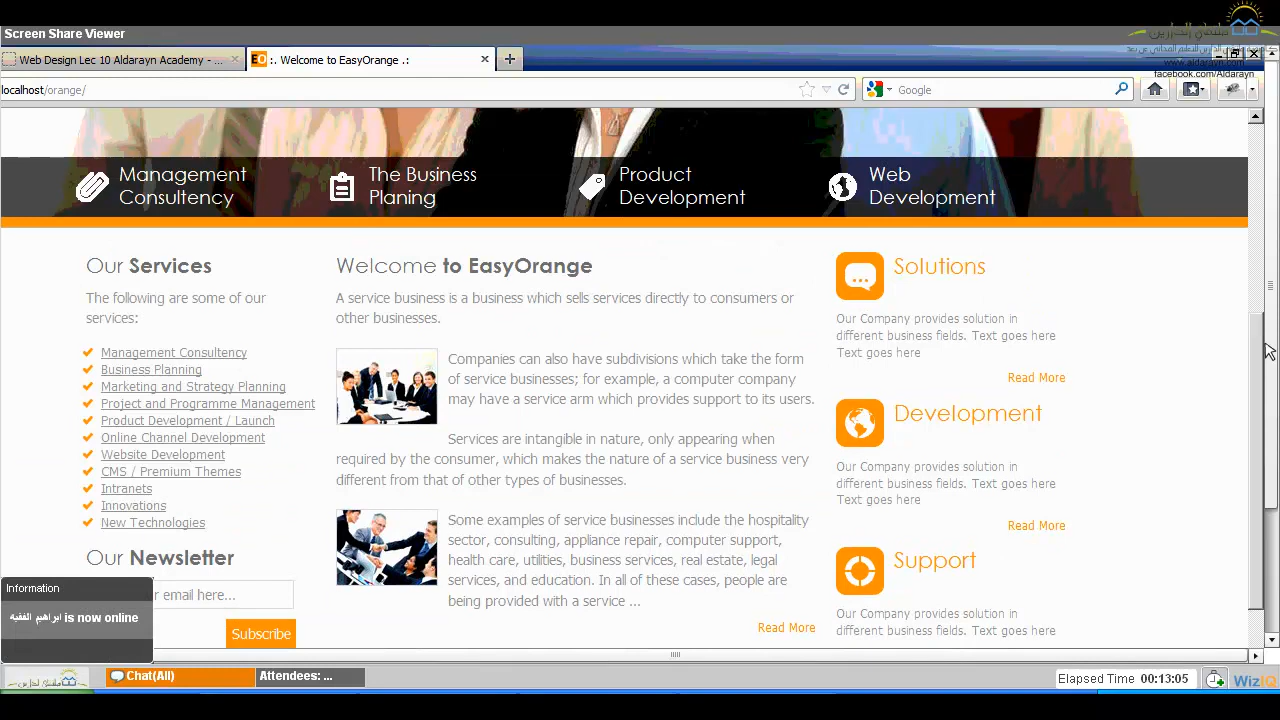 Screen Share Viewer
Web Design Lec 10 Aldarayn Academy - ...
EO :. Welcome to EasyOrange .:
www.aldarayn.com
facebook.com/Aldarayn
localhost/orange/
Google
Management
Consultency
The Business
Planing
Product
Development
Web
Development
Our Services
The following are some of our
services:
Management Consultency
Business Planning
Marketing and Strategy Planning
Project and Programme Management
Product Development / Launch
Online Channel Development
Website Development
CMS / Premium Themes
Intranets
Innovations
New Technologies
Our Newsletter
r email here...
Subscribe
Welcome to EasyOrange
A service business is a business which sells services directly to consumers or
other businesses.
Companies can also have subdivisions which take the form
of service businesses; for example, a computer company
may have a service arm which provides support to its users.
Services are intangible in nature, only appearing when
required by the consumer, which makes the nature of a service business very
different from that of other types of businesses.
Some examples of service businesses include the hospitality
sector, consulting, appliance repair, computer support,
health care, utilities, business services, real estate, legal
services, and education. In all of these cases, people are
being provided with a service ...
Read More
Solutions
Our Company provides solution in
different business fields. Text goes here
Text goes here
Read More
Development
Our Company provides solution in
different business fields. Text goes here
Text goes here
Read More
Support
Our Company provides solution in
different business fields. Text goes here
Information
ابراهيم الفقية is now online
Chat(All)
Attendees: ...
Elapsed Time 00:13:05
WizIQ